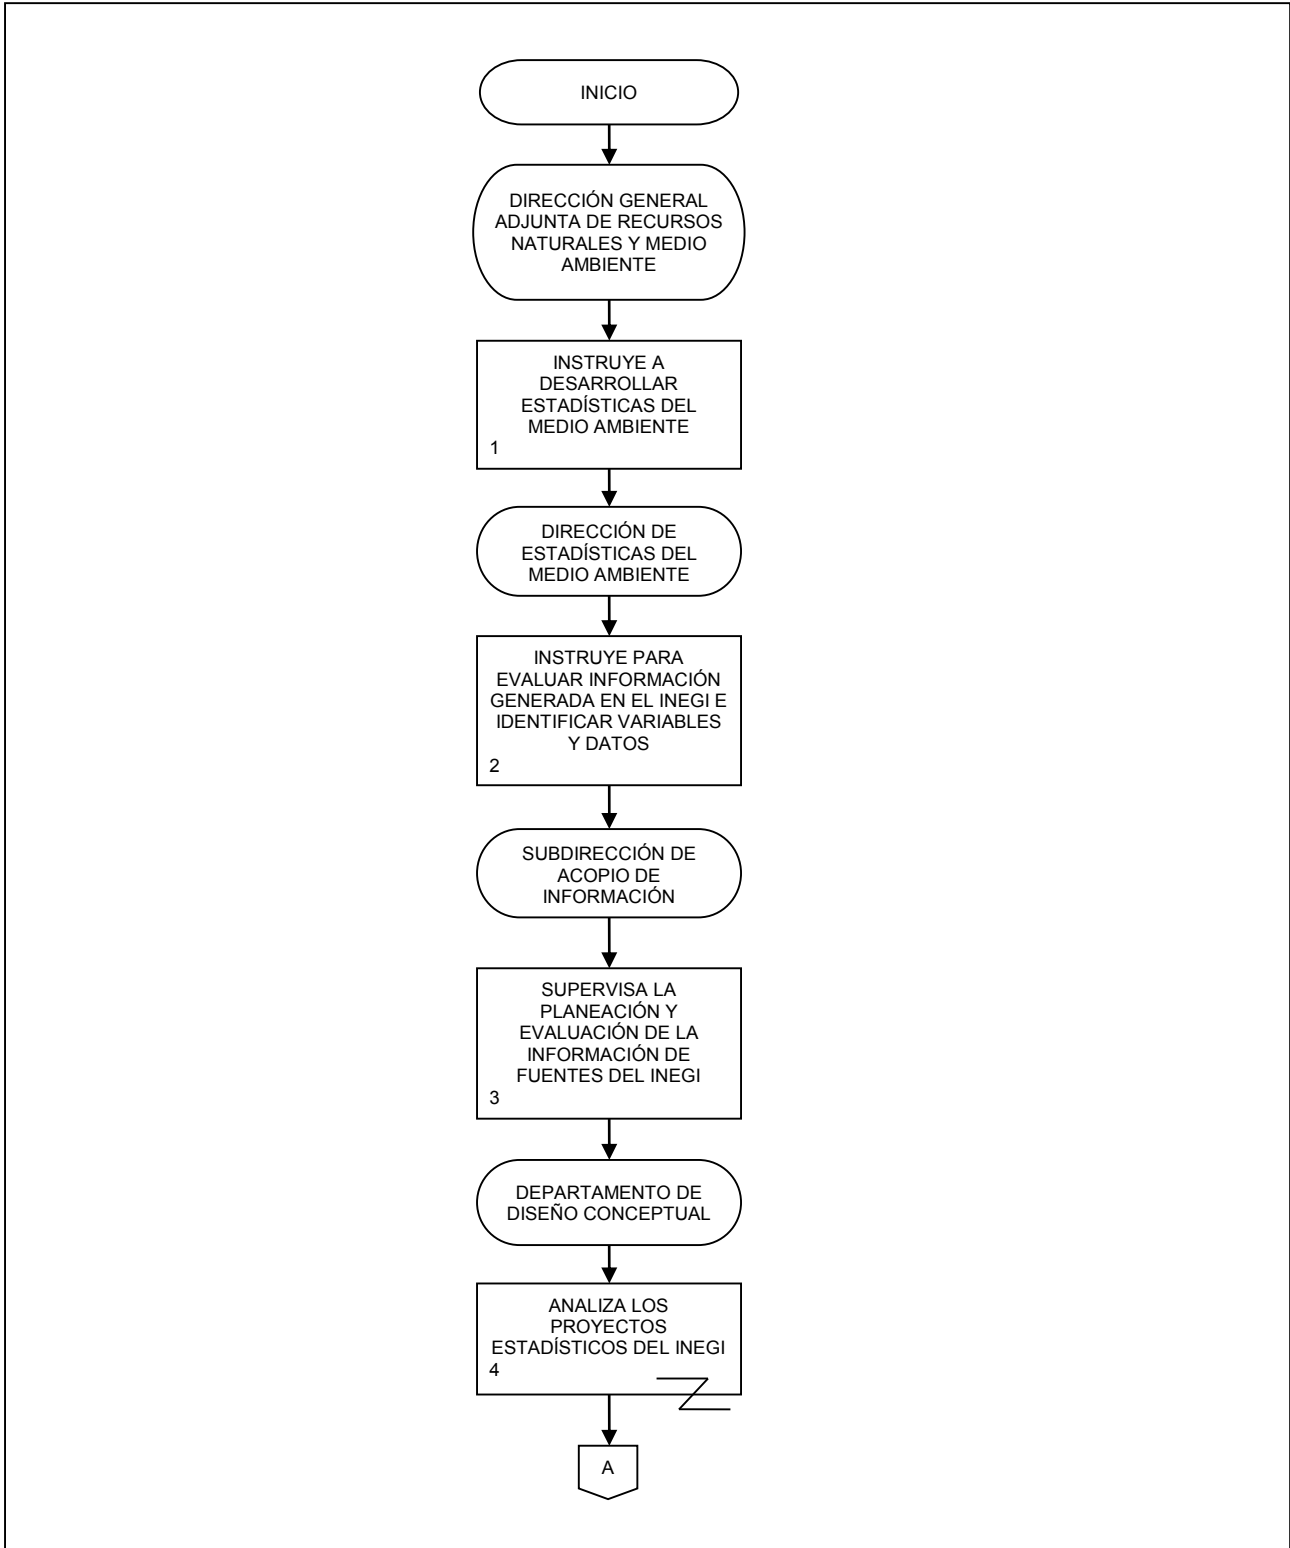 INICIO
DIRECCIÓN GENERAL
ADJUNTA DE RECURSOS
NATURALES Y MEDIO
AMBIENTE
INSTRUYE A
DESARROLLAR
ESTADÍSTICAS DEL
MEDIO AMBIENTE
1
DIRECCIÓN DE
ESTADÍSTICAS DEL
MEDIO AMBIENTE
INSTRUYE PARA
EVALUAR INFORMACIÓN
GENERADA EN EL INEGI E
IDENTIFICAR VARIABLES
Y DATOS
2
SUBDIRECCIÓN DE
ACOPIO DE
INFORMACIÓN
SUPERVISA LA
PLANEACIÓN Y
EVALUACIÓN DE LA
INFORMACIÓN DE
FUENTES DEL INEGI
3
DEPARTAMENTO DE
DISEÑO CONCEPTUAL
ANALIZA LOS
PROYECTOS
ESTADÍSTICOS DEL INEGI
4
A